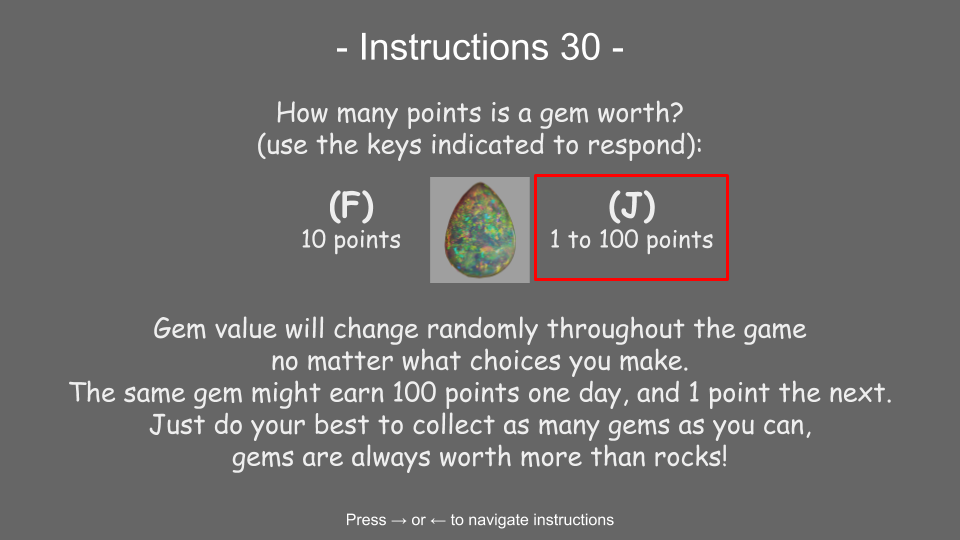 - Instructions 30 -
How many points is a gem worth?
(use the keys indicated to respond):
(F)
10 points
(J)
1 to 100 points
Gem value will change randomly throughout the game
no matter what choices you make.
The same gem might earn 100 points one day, and 1 point the next.
Just do your best to collect as many gems as you can,
gems are always worth more than rocks!
Press → or ← to navigate instructions